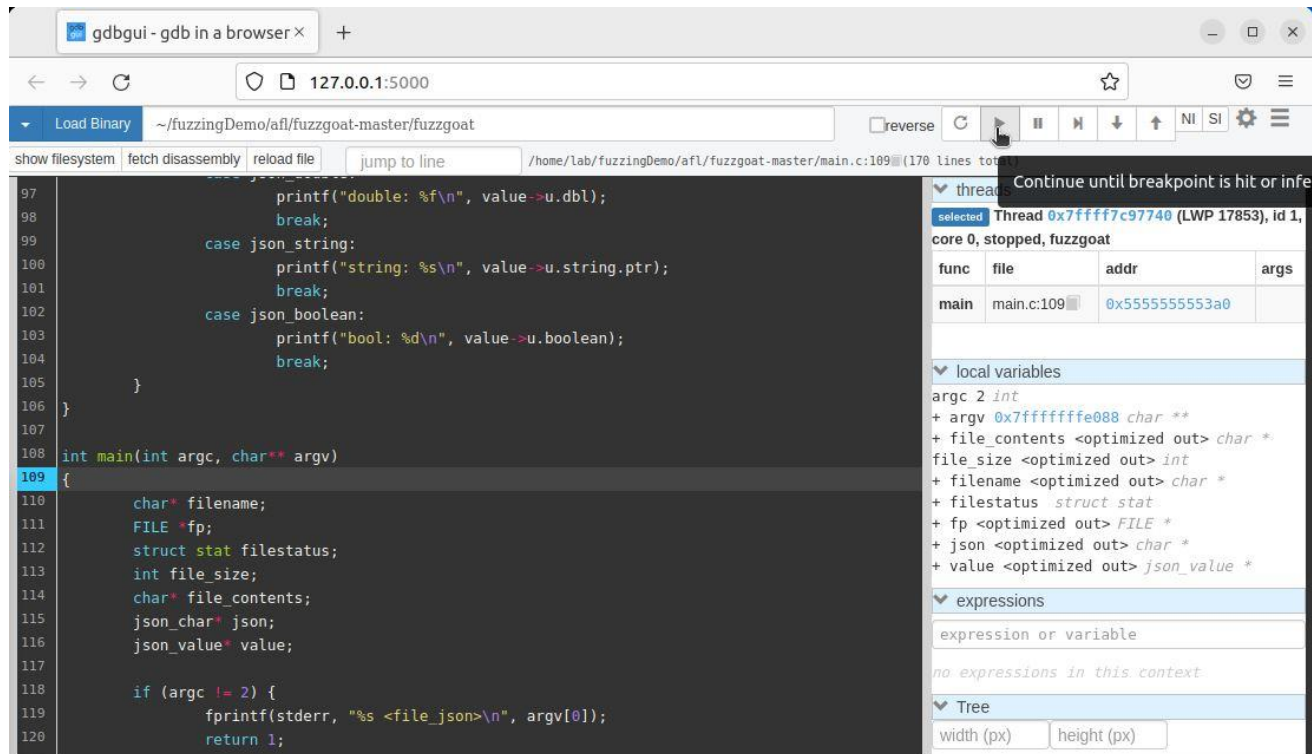 gdbgui - gdb in a browser
127.0.0.1:5000
Load Binary ~/fuzzingDemo/afl/fuzzgoat-master/fuzzgoat reverse NI SI
show filesystem fetch disassembly reload file jump to line /home/lab/fuzzingDemo/afl/fuzzgoat-master/main.c:109 (170 lines total)
Continue until breakpoint is hit or infe
97 printf("double: %f\n", value->u.dbl);
98 break;
99 case json_string:
100 printf("string: %s\n", value->u.string.ptr);
101 break;
102 case json_boolean:
103 printf("bool: %d\n", value->u.boolean);
104 break;
105 }
106 }
107
108 int main(int argc, char** argv)
109 {
110 char* filename;
111 FILE *fp;
112 struct stat filestatus;
113 int file_size;
114 char* file_contents;
115 json_char* json;
116 json_value* value;
117
118 if (argc != 2) {
119 fprintf(stderr, "%s <file_json>\n", argv[0]);
120 return 1;
threads
selected Thread 0x7ffff7c97740 (LWP 17853), id 1,
core 0, stopped, fuzzgoat
func file addr args
main main.c:109 0x5555555553a0
local variables
argc 2 int
+ argv 0x7fffffffe088 char **
+ file_contents <optimized out> char *
file_size <optimized out> int
+ filename <optimized out> char *
+ filestatus struct stat
+ fp <optimized out> FILE *
+ json <optimized out> char *
+ value <optimized out> json_value *
expressions
expression or variable
no expressions in this context
Tree
width (px) height (px)